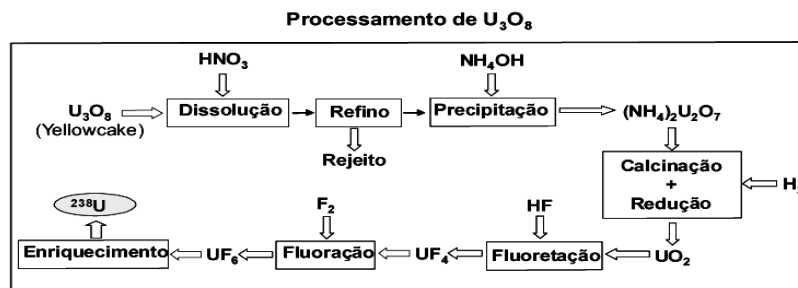 Processamento de U₃O₈
HNO₃
NH₄OH
U₃O₈
(Yellowcake)
Dissolução
Refino
Precipitação
(NH₄)₂U₂O₇
Rejeito
Calcinação
+
Redução
H
²³⁸U
F₂
HF
Enriquecimento
UF₆
Fluoração
UF₄
Fluoretação
UO₂